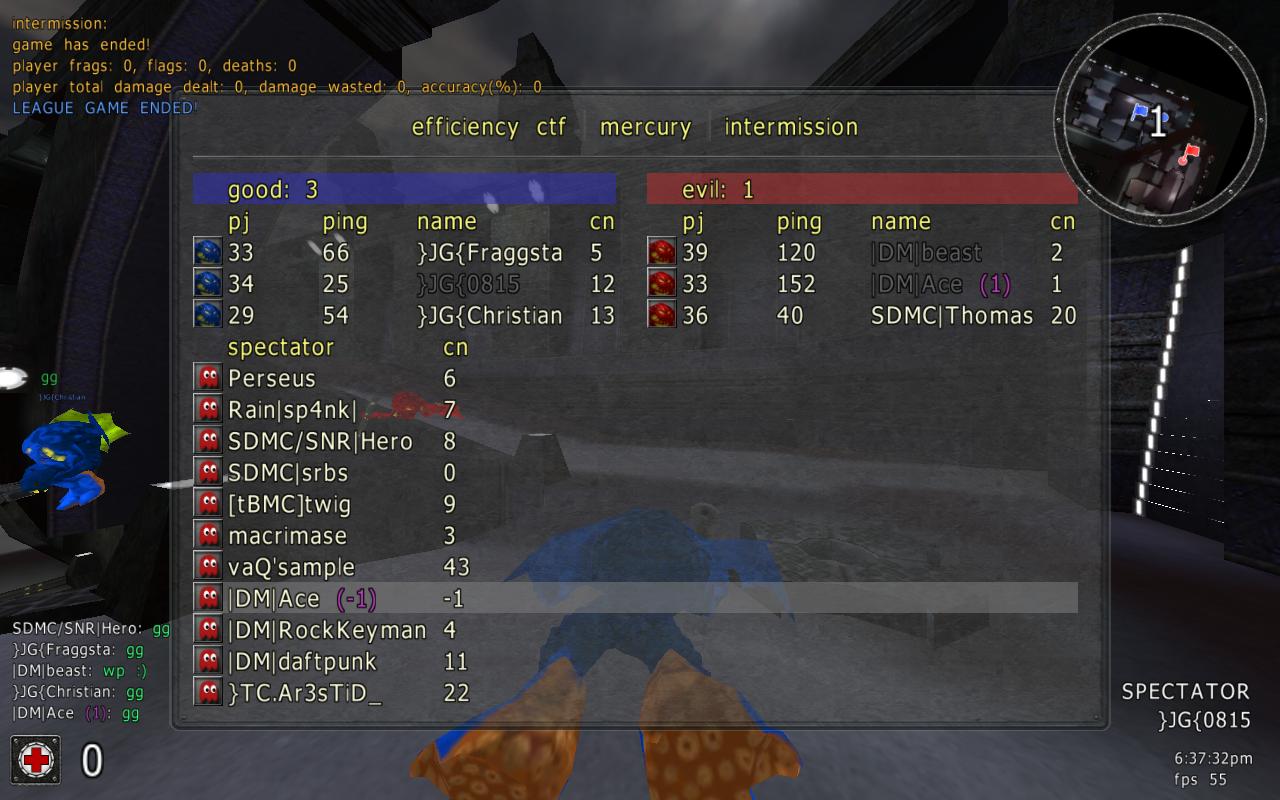 intermission:
game has ended!
player frags: 0, flags: 0, deaths: 0
player total damage dealt: 0, damage wasted: 0, accuracy(%): 0
LEAGUE GAME ENDED!
efficiency ctf mercury intermission
1
good: 3
pj ping name cn
33 66 }JG{Fraggsta 5
34 25 }JG{0815 12
29 54 }JG{Christian 13
evil: 1
pj ping name cn
39 120 |DM|beast 2
33 152 |DM|Ace (1) 1
36 40 SDMC|Thomas 20
spectator cn
Perseus 6
Rain|sp4nk| 7
SDMC/SNR|Hero 8
SDMC|srbs 0
[tBMC]twig 9
macrimase 3
vaQ'sample 43
|DM|Ace (-1) -1
|DM|RockKeyman 4
|DM|daftpunk 11
}TC.Ar3sTiD_ 22
gg
}JG{Christian
SDMC/SNR|Hero: gg
}JG{Fraggsta: gg
|DM|beast: wp :)
}JG{Christian: gg
|DM|Ace (1): gg
0
SPECTATOR
}JG{0815
6:37:32pm
fps 55